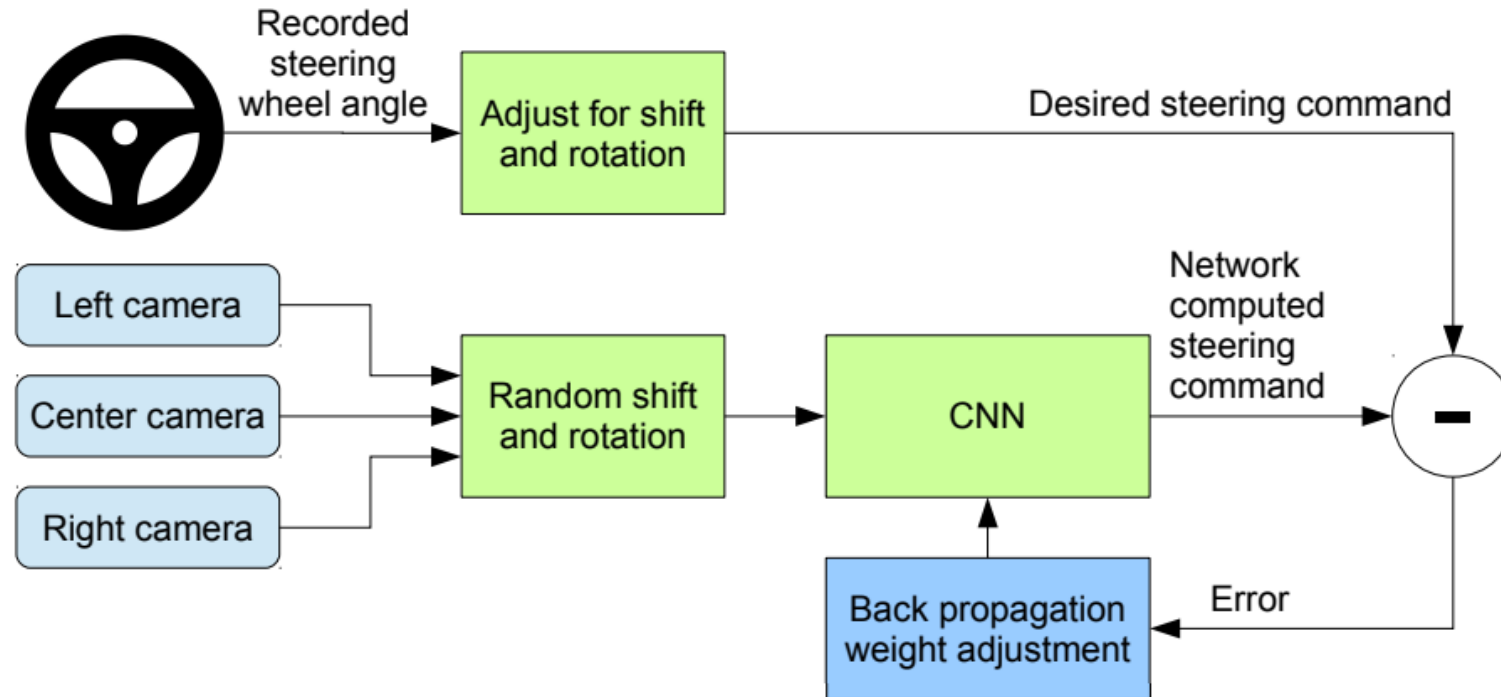 Recorded
steering
wheel angle
Adjust for shift
and rotation
Desired steering command
Left camera
Center camera
Right camera
Random shift
and rotation
CNN
Network
computed
steering
command
-
Back propagation
weight adjustment
Error